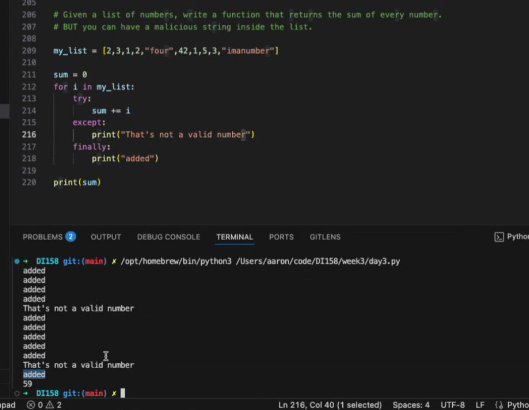 205
206 # Given a list of numbers, write a function that returns the sum of every number.
207 # BUT you can have a malicious string inside the list.
208
209 my_list = [2,3,1,2,"four",42,1,5,3,"imanumber"]
210
211 sum = 0
212 for i in my_list:
213 try:
214 sum += i
215 except:
216 print("That's not a valid number")
217 finally:
218 print("added")
219
220 print(sum)
PROBLEMS 2 OUTPUT DEBUG CONSOLE TERMINAL PORTS GITLENS Python
→ DI158 git:(main) ✗ /opt/homebrew/bin/python3 /Users/aaron/code/DI158/week3/day3.py
added
added
added
added
That's not a valid number
added
added
added
added
added
That's not a valid number
added
59
→ DI158 git:(main) ✗
hpad 0 2 Ln 216, Col 40 (1 selected) Spaces: 4 UTF-8 LF Pytho